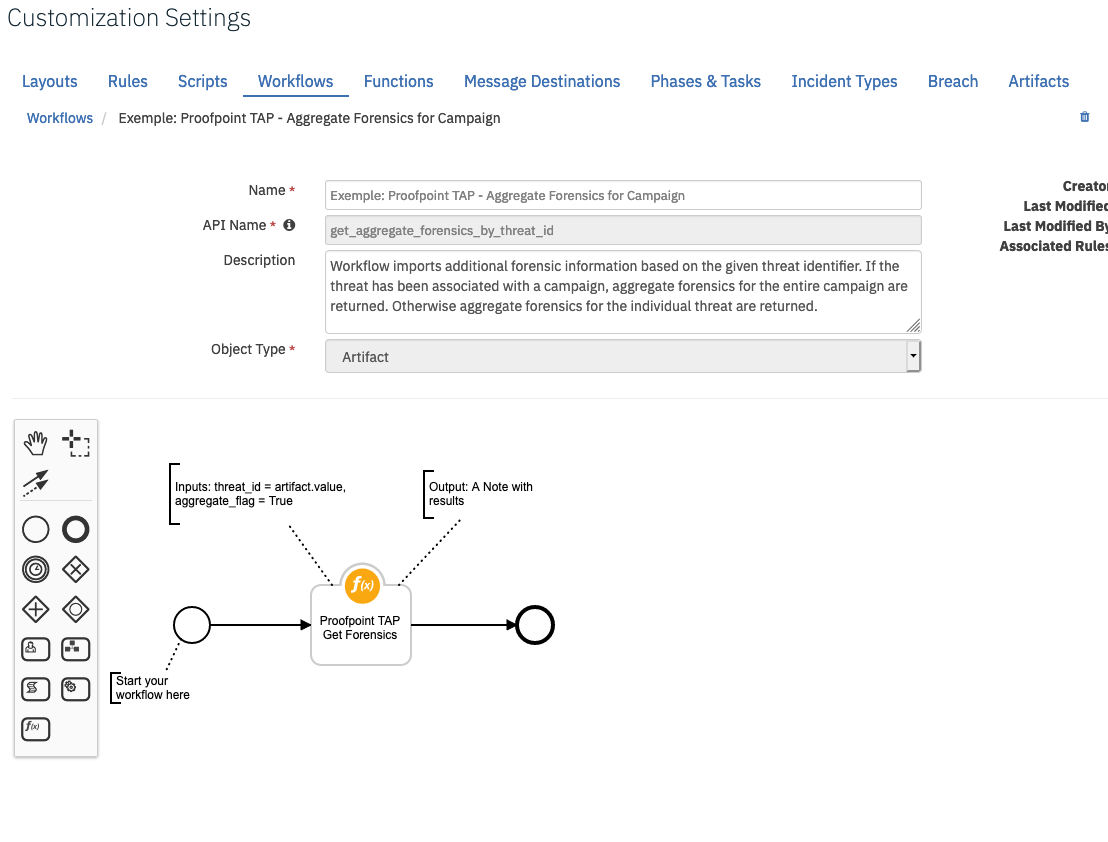 Customization Settings
Layouts Rules Scripts Workflows Functions Message Destinations Phases & Tasks Incident Types Breach Artifacts
Workflows / Exemple: Proofpoint TAP - Aggregate Forensics for Campaign
Name * Exemple: Proofpoint TAP - Aggregate Forensics for Campaign
API Name * get_aggregate_forensics_by_threat_id
Description
Workflow imports additional forensic information based on the given threat identifier. If the
threat has been associated with a campaign, aggregate forensics for the entire campaign are
returned. Otherwise aggregate forensics for the individual threat are returned.
Object Type * Artifact
Creator
Last Modified
Last Modified By
Associated Rules
Inputs: threat_id = artifact.value,
aggregate_flag = True
Output: A Note with
results
f(x)
Proofpoint TAP
Get Forensics
Start your
workflow here
f(x)